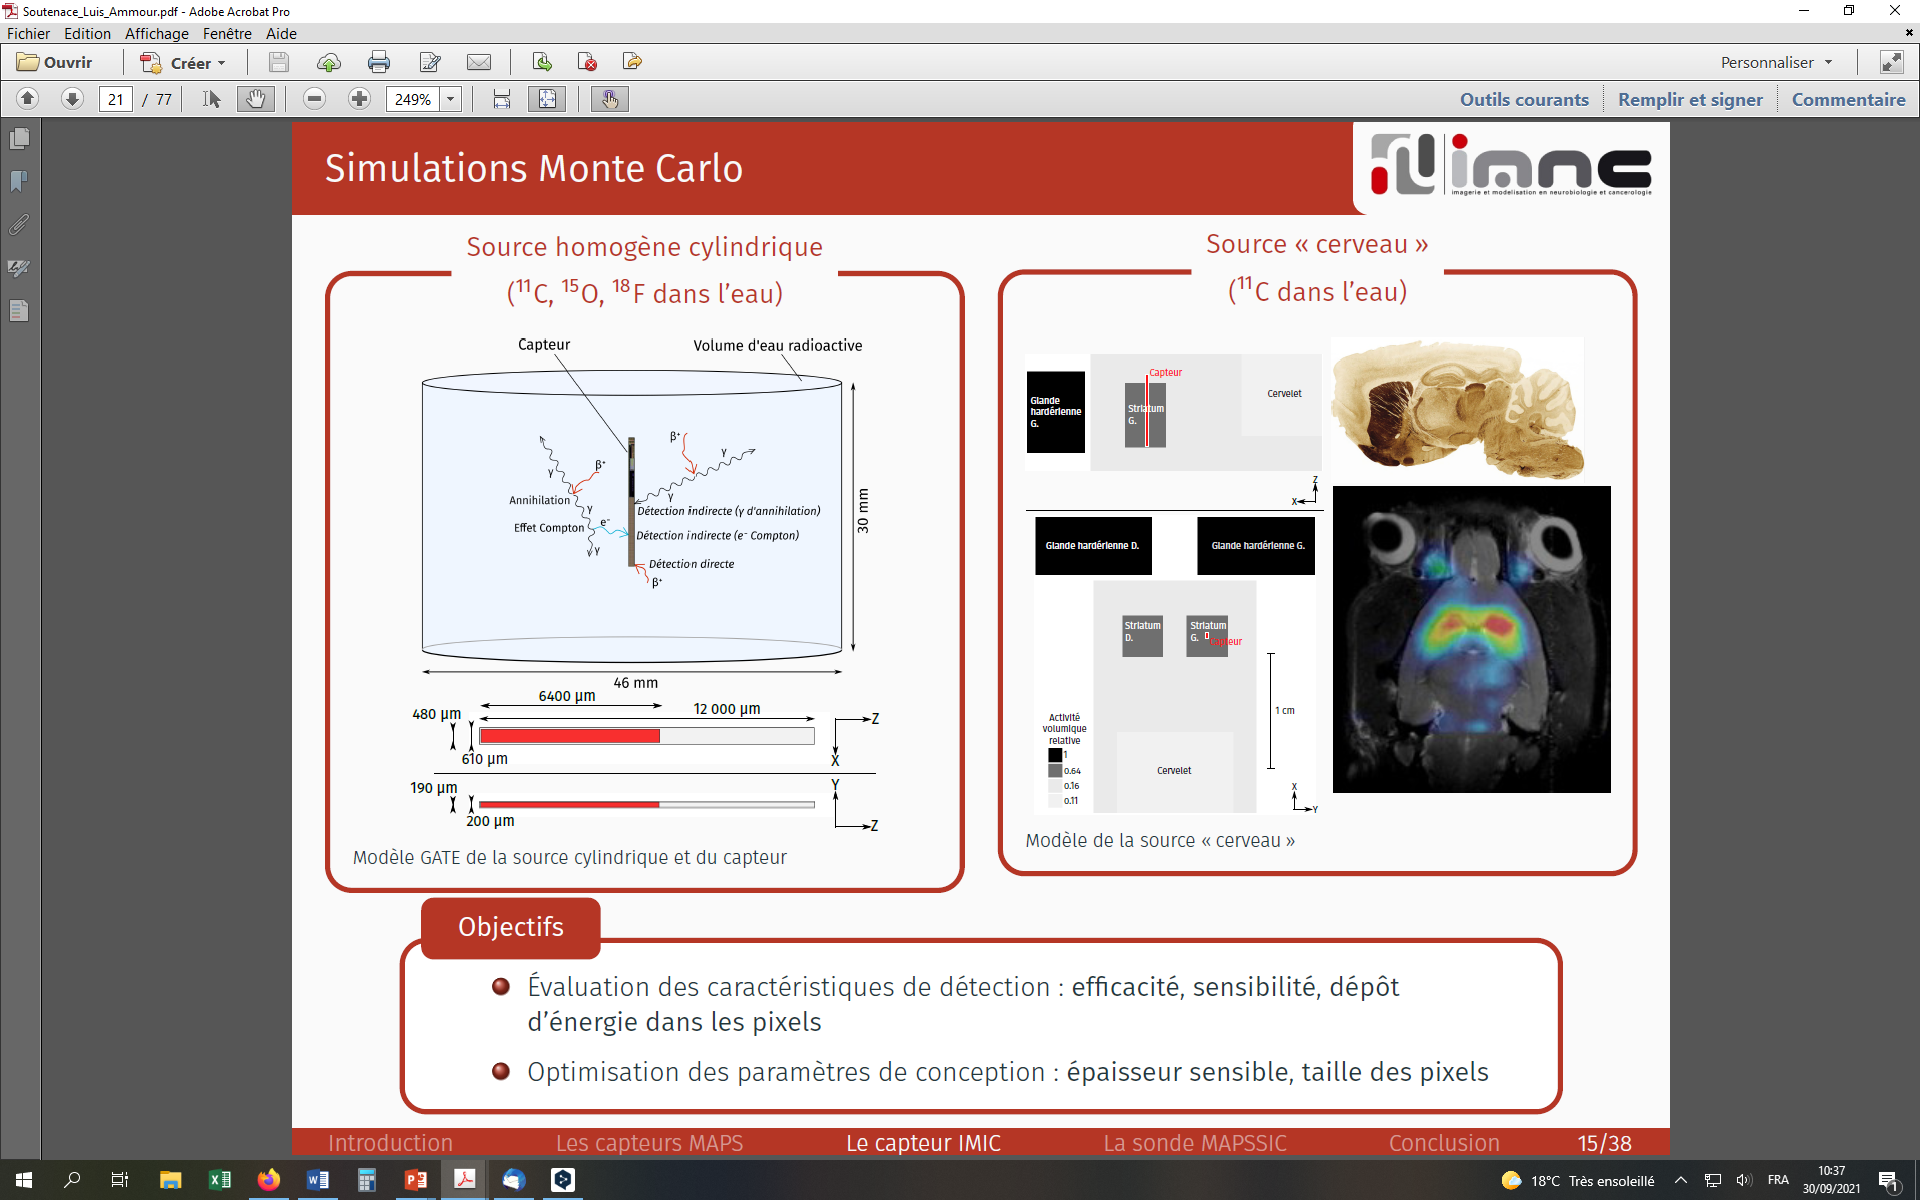 Soutenace_Luis_Ammour.pdf - Adobe Acrobat Pro
Fichier Edition Affichage Fenêtre Aide
Ouvrir Créer Personnaliser
21 / 77 249% Outils courants Remplir et signer Commentaire
Simulations Monte Carlo
imnc
imagerie et modelisation en neurobiologie et cancerologie
Source homogène cylindrique
(¹¹C, ¹⁵O, ¹⁸F dans l'eau)
Capteur
Volume d'eau radioactive
β⁺
γ
β⁺
γ
Annihilation
γ
γ
Effet Compton
e⁻
γ
Détection indirecte (γ d'annihilation)
Détection indirecte (e⁻ Compton)
Détection directe
β⁺
30 mm
46 mm
6400 µm
12 000 µm
480 µm
610 µm
Z
X
190 µm
200 µm
Y
Z
Modèle GATE de la source cylindrique et du capteur
Source « cerveau »
(¹¹C dans l'eau)
Glande
hardérienne
G.
Capteur
Striatum
G.
Cervelet
Z
X
Glande hardérienne D.
Glande hardérienne G.
Striatum
D.
Striatum
G.
Capteur
1 cm
Activité
volumique
relative
1
0.64
0.16
0.11
Cervelet
X
Y
Modèle de la source « cerveau »
Objectifs
Évaluation des caractéristiques de détection : efficacité, sensibilité, dépôt
d'énergie dans les pixels
Optimisation des paramètres de conception : épaisseur sensible, taille des pixels
Introduction Les capteurs MAPS Le capteur IMIC La sonde MAPSSIC Conclusion 15/38
18°C Très ensoleillé FRA 10:37
30/09/2021
1